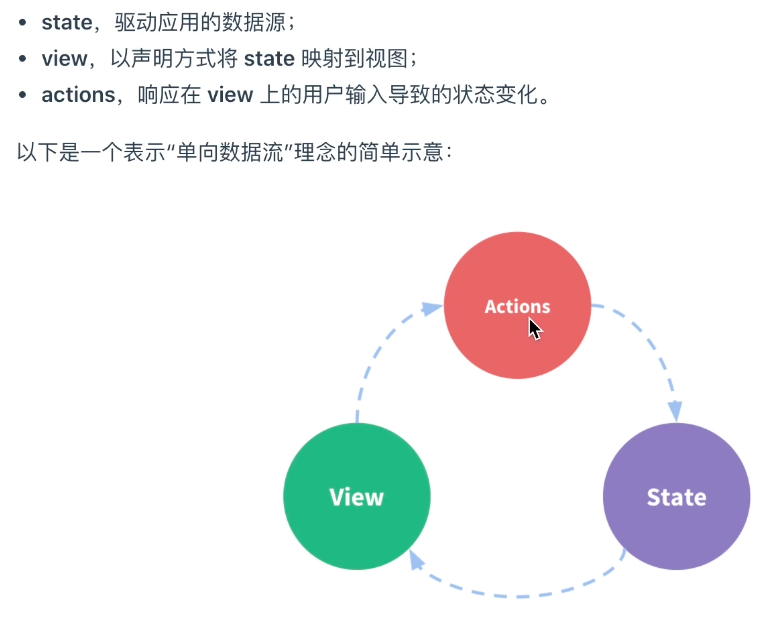 state，驱动应用的数据源；
view，以声明方式将 state 映射到视图；
actions，响应在 view 上的用户输入导致的状态变化。
以下是一个表示“单向数据流”理念的简单示意：
Actions
View
State